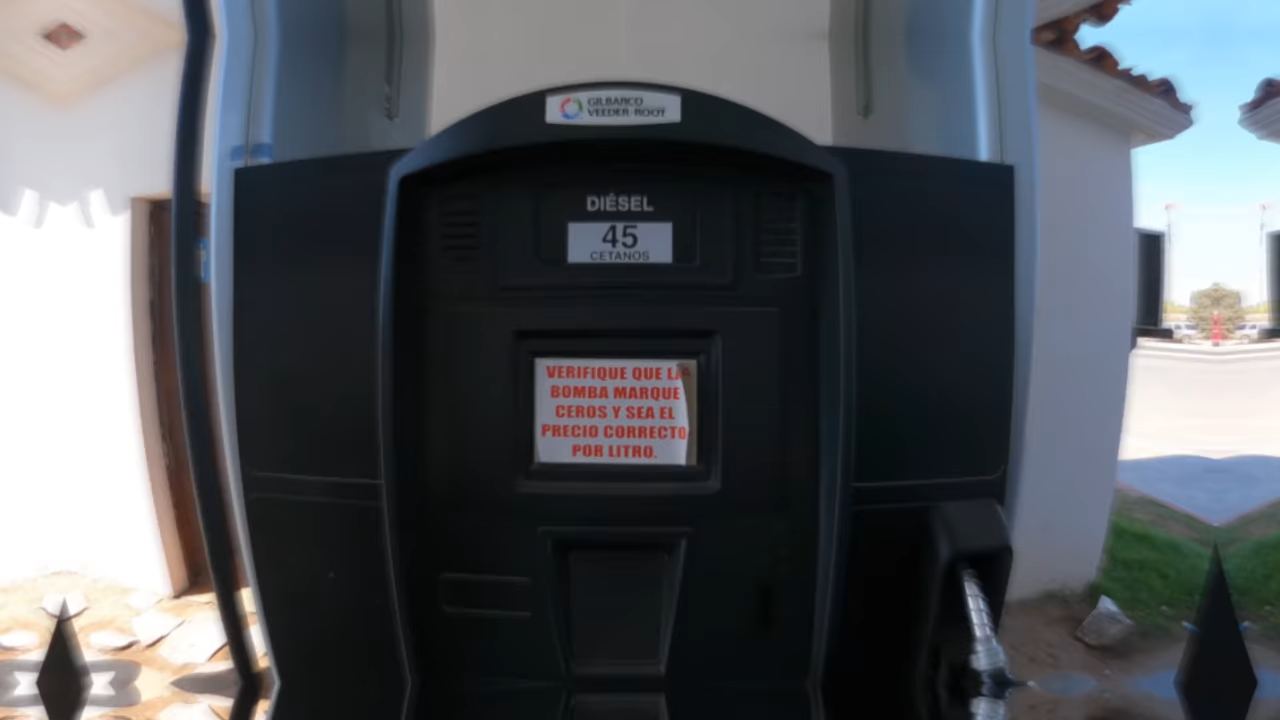 GILBARCO
VEEDER-ROOT
DIÉSEL
45
CETANOS
VERIFIQUE QUE LA
BOMBA MARQUE
CEROS Y SEA EL
PRECIO CORRECTO
POR LITRO.